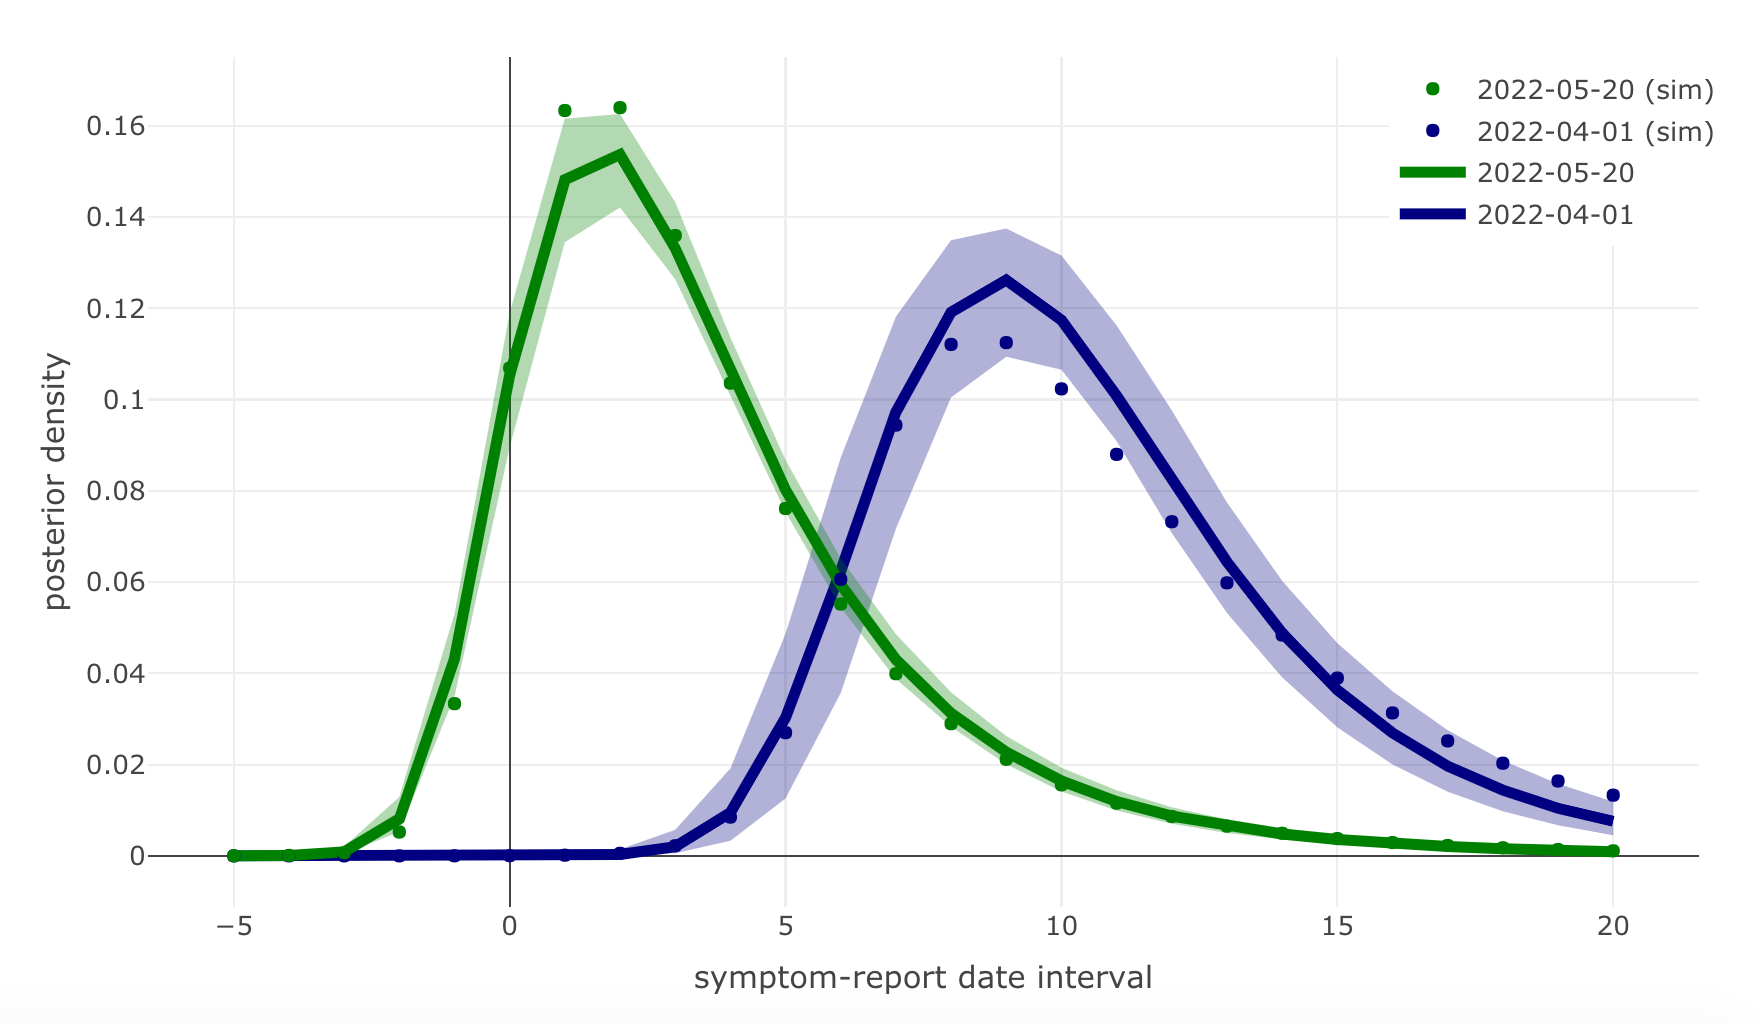 2022-05-20 (sim)
2022-04-01 (sim)
2022-05-20
2022-04-01
0.16
0.14
0.12
0.1
0.08
0.06
0.04
0.02
0
posterior density
−5 0 5 10 15 20
symptom-report date interval